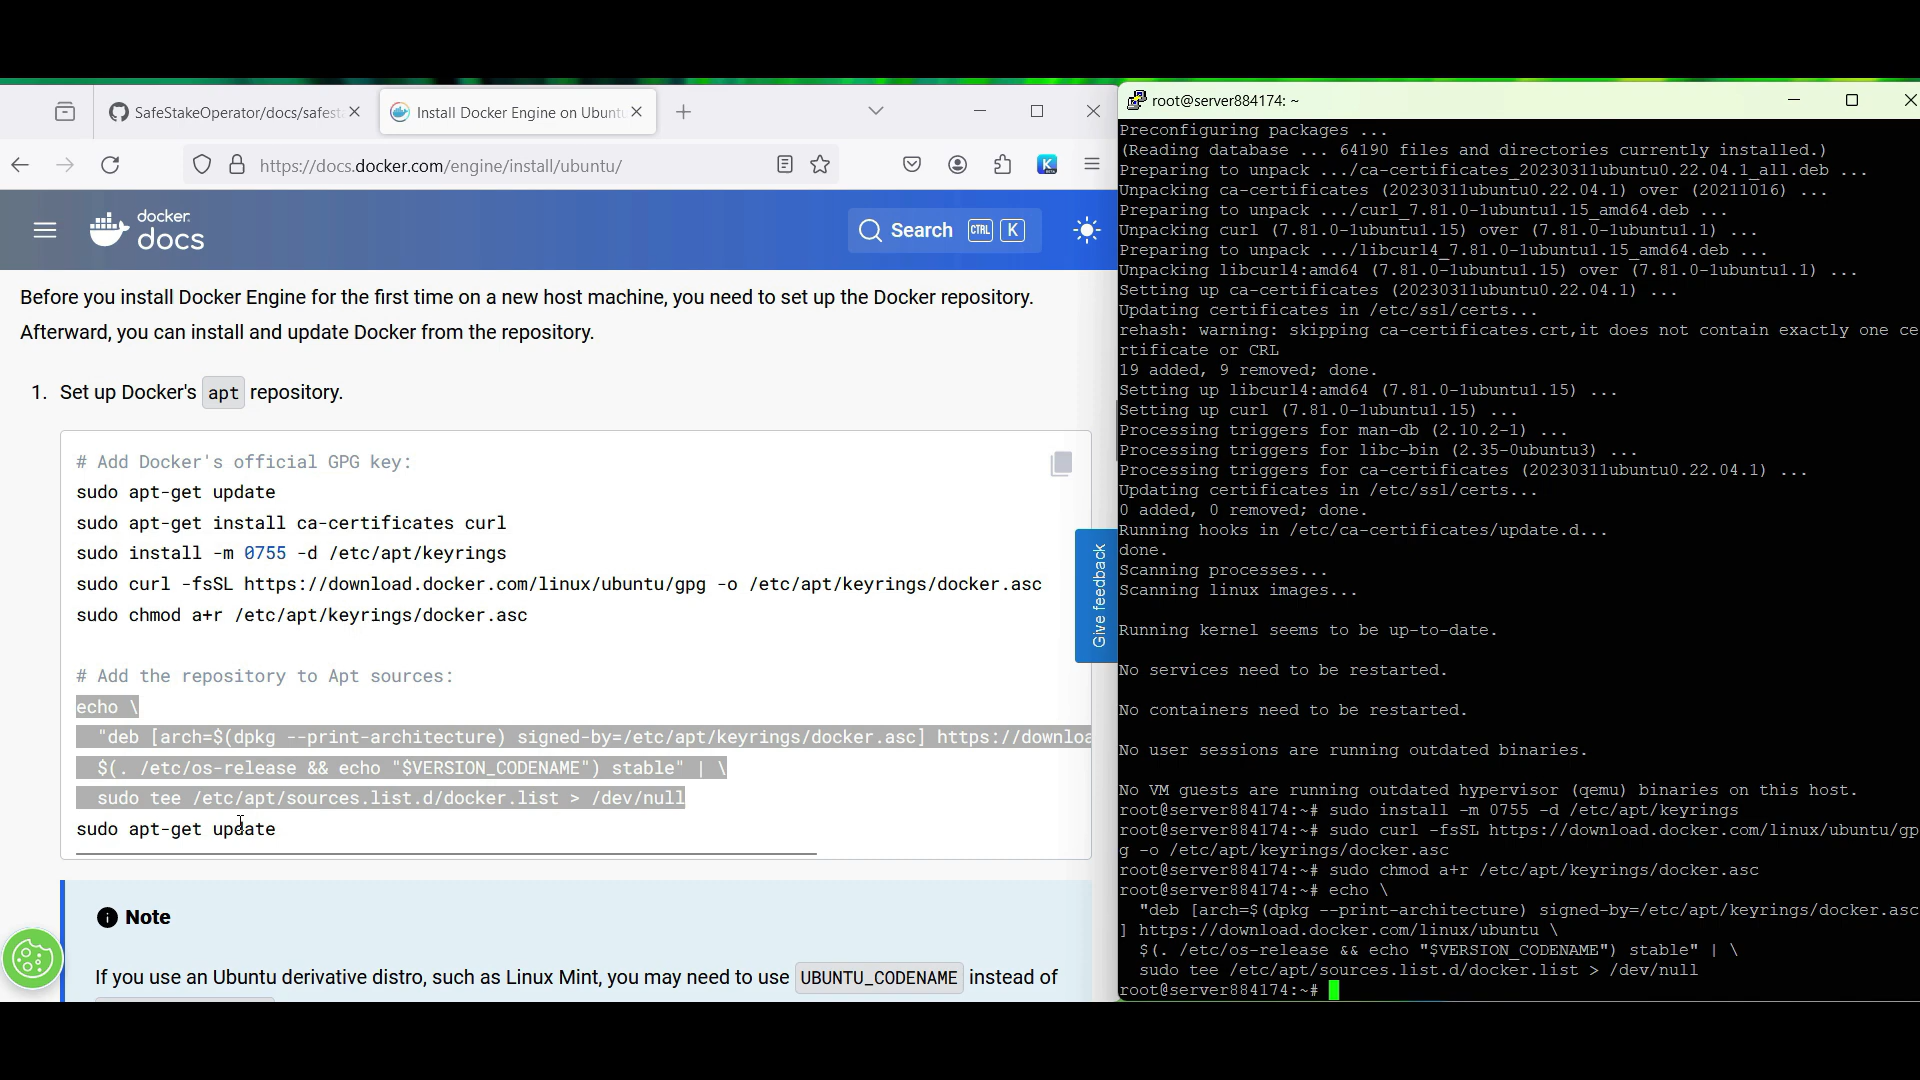 SafeStakeOperator/docs/safest
Install Docker Engine on Ubuntu
https://docs.docker.com/engine/install/ubuntu/
docker
docs
Search CTRL K
Before you install Docker Engine for the first time on a new host machine, you need to set up the Docker repository.
Afterward, you can install and update Docker from the repository.
1. Set up Docker's apt repository.
# Add Docker's official GPG key:
sudo apt-get update
sudo apt-get install ca-certificates curl
sudo install -m 0755 -d /etc/apt/keyrings
sudo curl -fsSL https://download.docker.com/linux/ubuntu/gpg -o /etc/apt/keyrings/docker.asc
sudo chmod a+r /etc/apt/keyrings/docker.asc
# Add the repository to Apt sources:
echo \
"deb [arch=$(dpkg --print-architecture) signed-by=/etc/apt/keyrings/docker.asc] https://downloa
$(. /etc/os-release && echo "$VERSION_CODENAME") stable" | \
sudo tee /etc/apt/sources.list.d/docker.list > /dev/null
sudo apt-get update
Note
If you use an Ubuntu derivative distro, such as Linux Mint, you may need to use UBUNTU_CODENAME instead of
Give feedback
root@server884174: ~
Preconfiguring packages ...
(Reading database ... 64190 files and directories currently installed.)
Preparing to unpack .../ca-certificates_20230311ubuntu0.22.04.1_all.deb ...
Unpacking ca-certificates (20230311ubuntu0.22.04.1) over (20211016) ...
Preparing to unpack .../curl_7.81.0-1ubuntu1.15_amd64.deb ...
Unpacking curl (7.81.0-1ubuntu1.15) over (7.81.0-1ubuntu1.1) ...
Preparing to unpack .../libcurl4_7.81.0-1ubuntu1.15_amd64.deb ...
Unpacking libcurl4:amd64 (7.81.0-1ubuntu1.15) over (7.81.0-1ubuntu1.1) ...
Setting up ca-certificates (20230311ubuntu0.22.04.1) ...
Updating certificates in /etc/ssl/certs...
rehash: warning: skipping ca-certificates.crt,it does not contain exactly one ce
rtificate or CRL
19 added, 9 removed; done.
Setting up libcurl4:amd64 (7.81.0-1ubuntu1.15) ...
Setting up curl (7.81.0-1ubuntu1.15) ...
Processing triggers for man-db (2.10.2-1) ...
Processing triggers for libc-bin (2.35-0ubuntu3) ...
Processing triggers for ca-certificates (20230311ubuntu0.22.04.1) ...
Updating certificates in /etc/ssl/certs...
0 added, 0 removed; done.
Running hooks in /etc/ca-certificates/update.d...
done.
Scanning processes...
Scanning linux images...
Running kernel seems to be up-to-date.
No services need to be restarted.
No containers need to be restarted.
No user sessions are running outdated binaries.
No VM guests are running outdated hypervisor (qemu) binaries on this host.
root@server884174:~# sudo install -m 0755 -d /etc/apt/keyrings
root@server884174:~# sudo curl -fsSL https://download.docker.com/linux/ubuntu/gp
g -o /etc/apt/keyrings/docker.asc
root@server884174:~# sudo chmod a+r /etc/apt/keyrings/docker.asc
root@server884174:~# echo \
"deb [arch=$(dpkg --print-architecture) signed-by=/etc/apt/keyrings/docker.asc
] https://download.docker.com/linux/ubuntu \
$(. /etc/os-release && echo "$VERSION_CODENAME") stable" | \
sudo tee /etc/apt/sources.list.d/docker.list > /dev/null
root@server884174:~#